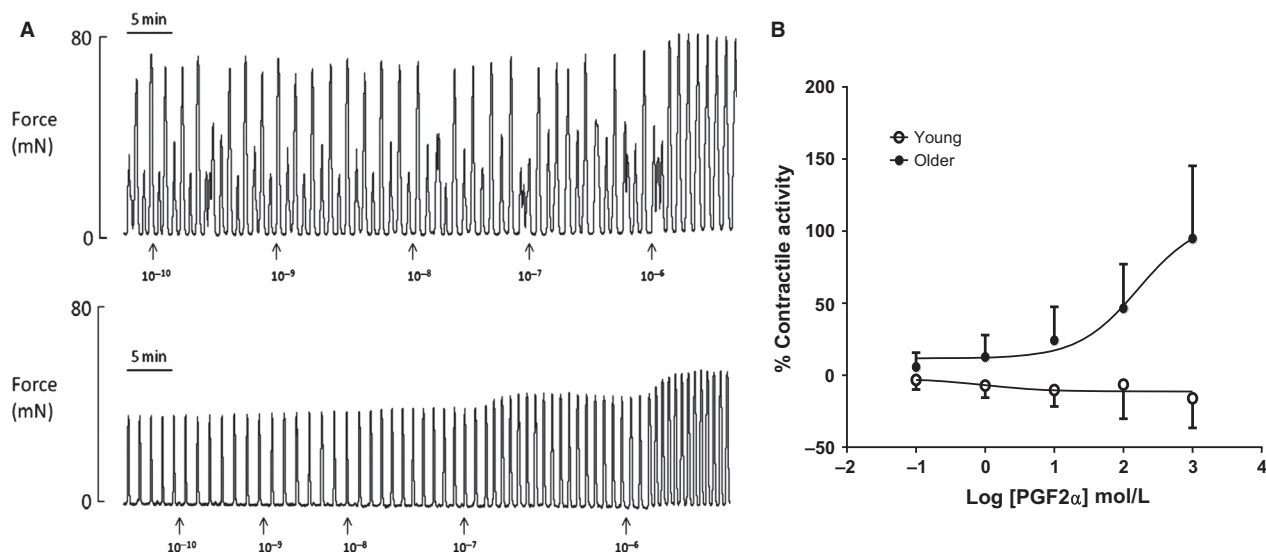 A
5 min
80
Force
(mN)
0
10⁻¹⁰ 10⁻⁹ 10⁻⁸ 10⁻⁷ 10⁻⁶
80
5 min
Force
(mN)
0
10⁻¹⁰ 10⁻⁹ 10⁻⁸ 10⁻⁷ 10⁻⁶
B
200
150
100
50
0
–50
% Contractile activity
Young
Older
–2 –1 0 1 2 3 4
Log [PGF2α] mol/L